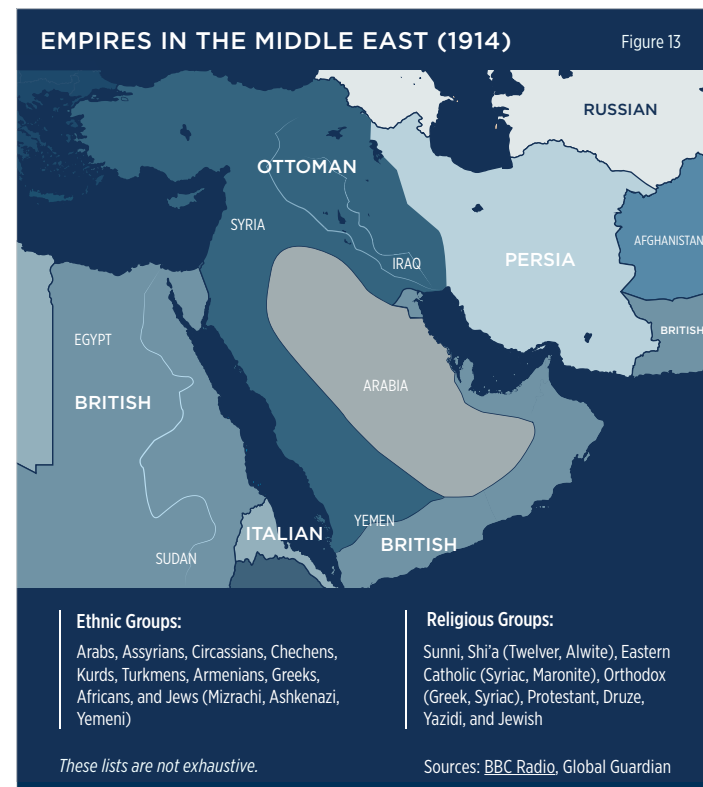 EMPIRES IN THE MIDDLE EAST (1914)
Figure 13
RUSSIAN
OTTOMAN
SYRIA
AFGHANISTAN
IRAQ
PERSIA
BRITISH
EGYPT
ARABIA
BRITISH
YEMEN
ITALIAN
BRITISH
SUDAN
Ethnic Groups:
Arabs, Assyrians, Circassians, Chechens,
Kurds, Turkmens, Armenians, Greeks,
Africans, and Jews (Mizrachi, Ashkenazi,
Yemeni)
Religious Groups:
Sunni, Shi'a (Twelver, Alwite), Eastern
Catholic (Syriac, Maronite), Orthodox
(Greek, Syriac), Protestant, Druze,
Yazidi, and Jewish
These lists are not exhaustive.
Sources: BBC Radio, Global Guardian